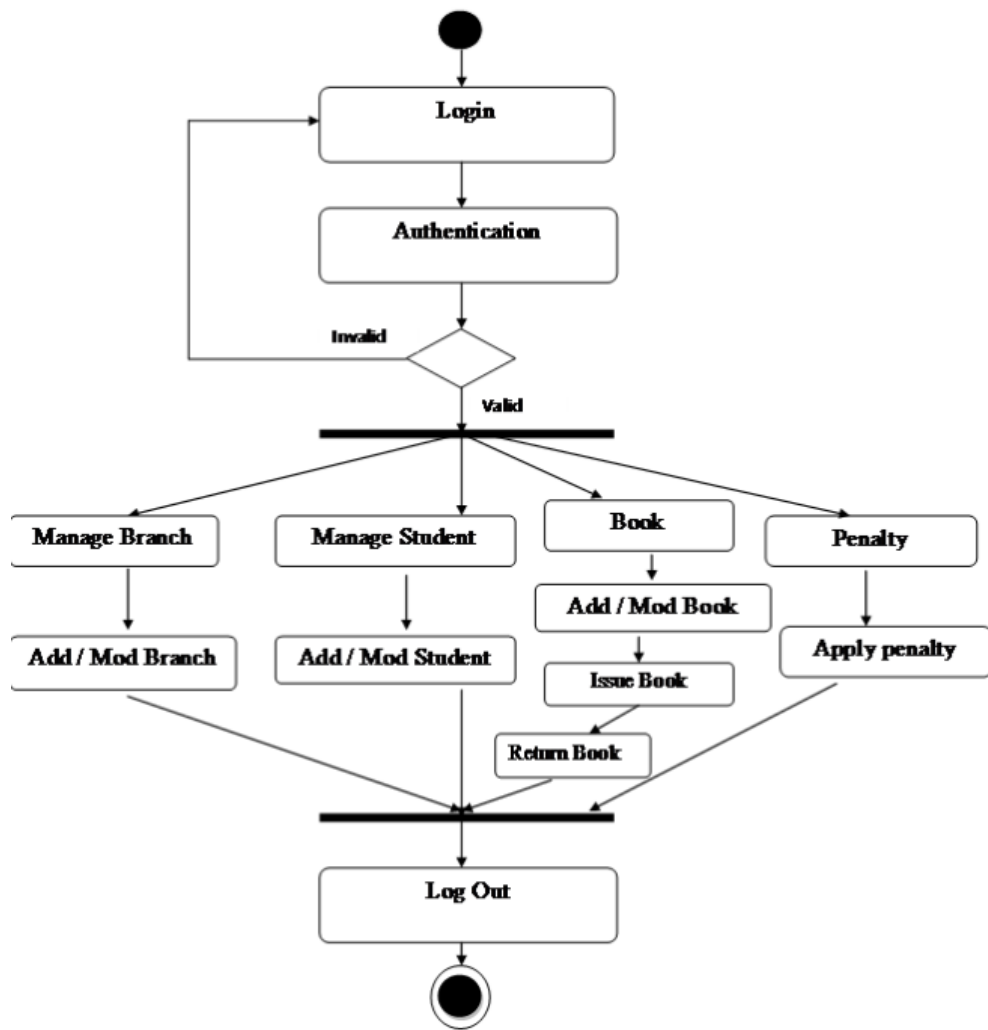 Login
Authentication
Invalid
Valid
Manage Branch
Manage Student
Book
Penalty
Add / Mod Branch
Add / Mod Student
Add / Mod Book
Apply penalty
Issue Book
Return Book
Log Out